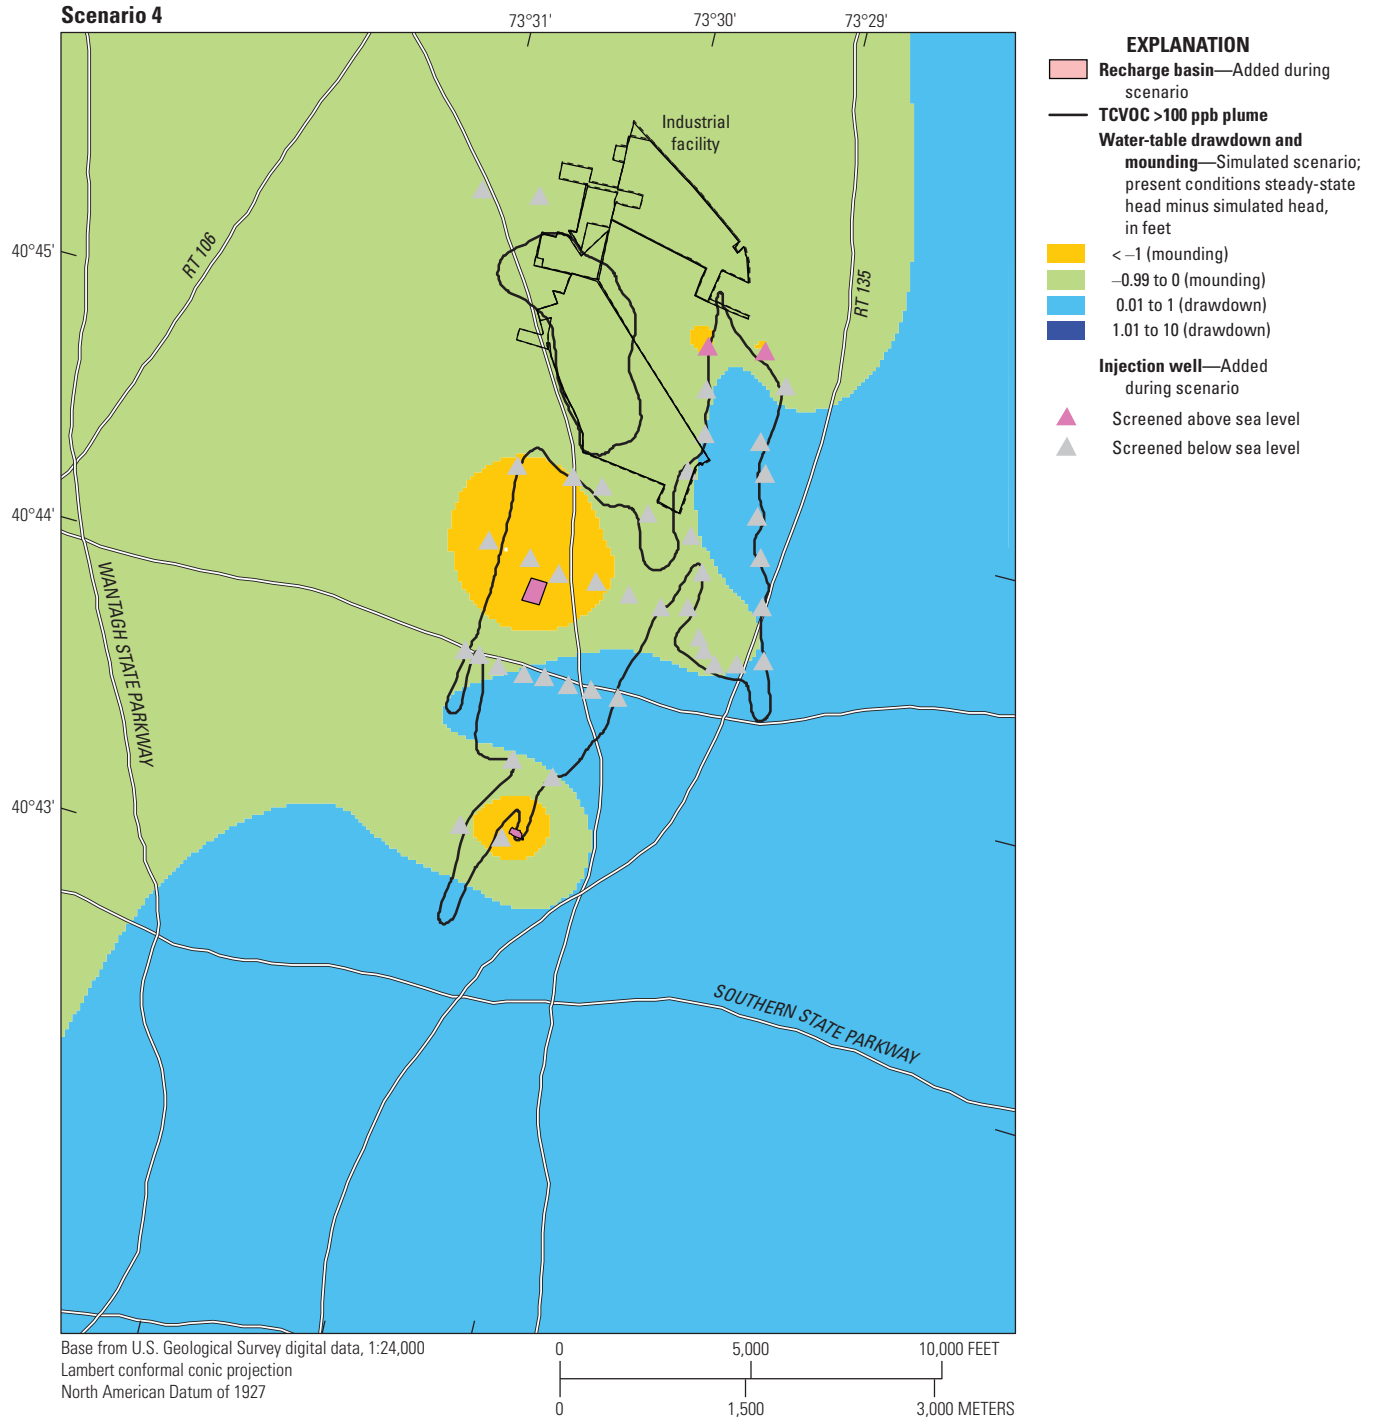 Scenario 4
73°31'
73°30'
73°29'
Industrial
facility
40°45'
RT 106
RT 135
40°44'
WANTAGH STATE PARKWAY
40°43'
SOUTHERN STATE PARKWAY
Base from U.S. Geological Survey digital data, 1:24,000
Lambert conformal conic projection
North American Datum of 1927
0
5,000
10,000 FEET
0
1,500
3,000 METERS
EXPLANATION
Recharge basin—Added during
scenario
TCVOC >100 ppb plume
Water-table drawdown and
mounding—Simulated scenario;
present conditions steady-state
head minus simulated head,
in feet
< –1 (mounding)
–0.99 to 0 (mounding)
0.01 to 1 (drawdown)
1.01 to 10 (drawdown)
Injection well—Added
during scenario
Screened above sea level
Screened below sea level